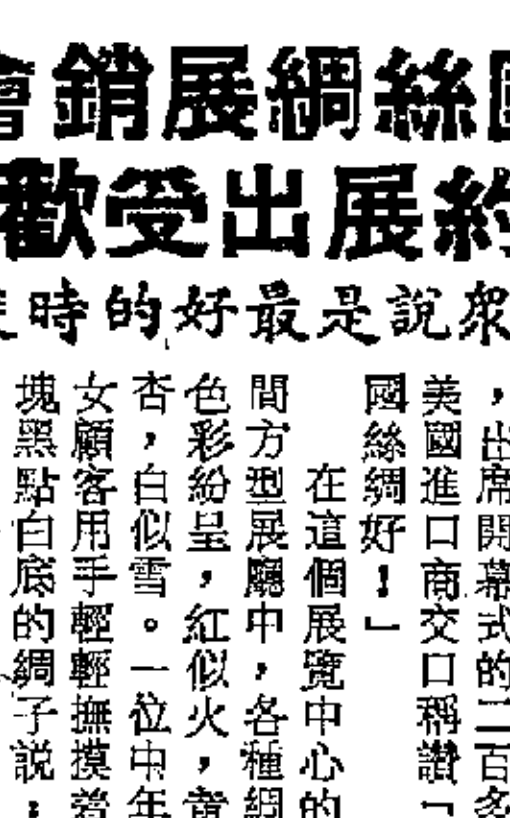 絲綢展銷會
約展出受歡
衆說是最好的時
，出席開幕式的二百多
美國進口商交口稱讚「
國絲綢好！」
在這個展覽中心的
間方型展廳中，各種綢
色彩紛呈，紅似火，黃
杏，白似雪。一位中年
女顧客用手輕輕撫摸着
塊黑點白底的綢子說：